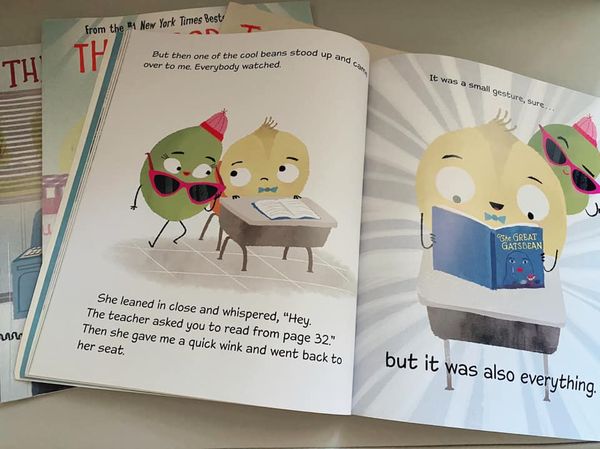 From the #1 New York Times Best
TH
TH
But then one of the cool beans stood up and came
over to me. Everybody watched.
She leaned in close and whispered, “Hey.
The teacher asked you to read from page 32.”
Then she gave me a quick wink and went back to
her seat.
It was a small gesture, sure . . .
The GREAT
GATSBEAN
but it was also everything.